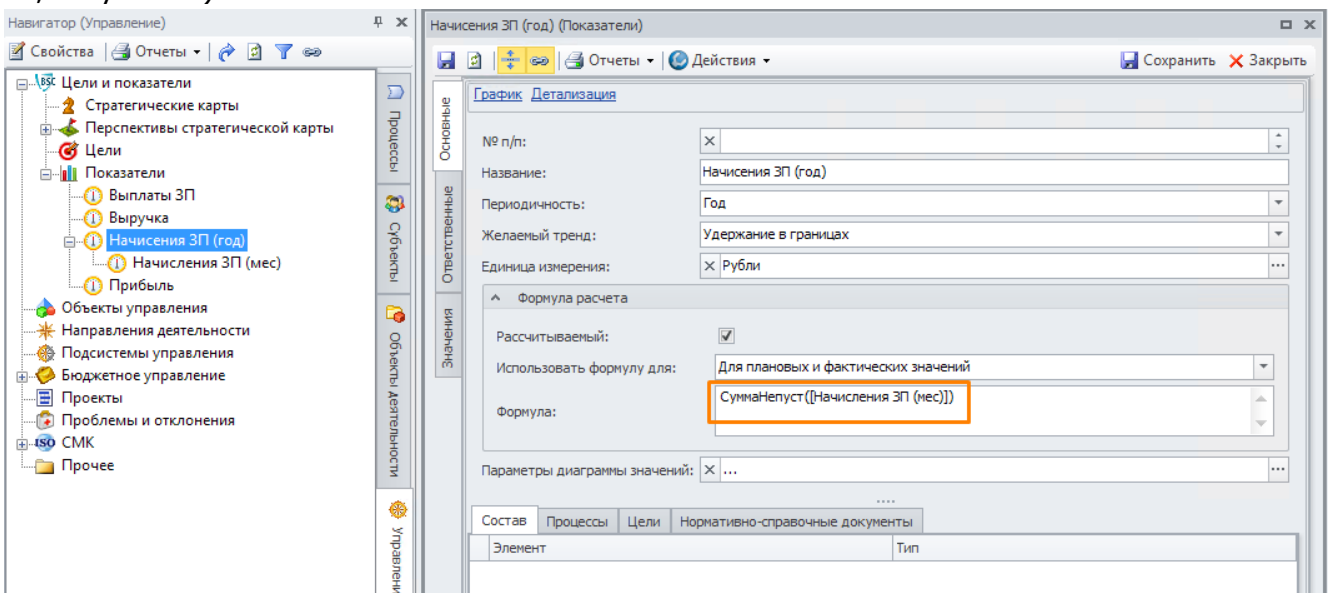 Навигатор (Управление)
Свойства Отчеты
BSC Цели и показатели
Стратегические карты
Перспективы стратегической карты
Цели
Показатели
Выплаты ЗП
Выручка
Начисения ЗП (год)
Начисления ЗП (мес)
Прибыль
Объекты управления
Направления деятельности
Подсистемы управления
Бюджетное управление
Проекты
Проблемы и отклонения
ISO СМК
Прочее
Процессы
Субъекты
Объекты деятельности
Начисения ЗП (год) (Показатели)
Отчеты Действия Сохранить Закрыть
Основные
Ответственные
Значения
График Детализация
№ п/п:
Название: Начисения ЗП (год)
Периодичность: Год
Желаемый тренд: Удержание в границах
Единица измерения: Рубли ...
Формула расчета
Рассчитываемый:
Использовать формулу для: Для плановых и фактических значений
Формула: СуммаНепуст([Начисления ЗП (мес)])
Параметры диаграммы значений: ... ...
Состав Процессы Цели Нормативно-справочные документы
Элемент Тип